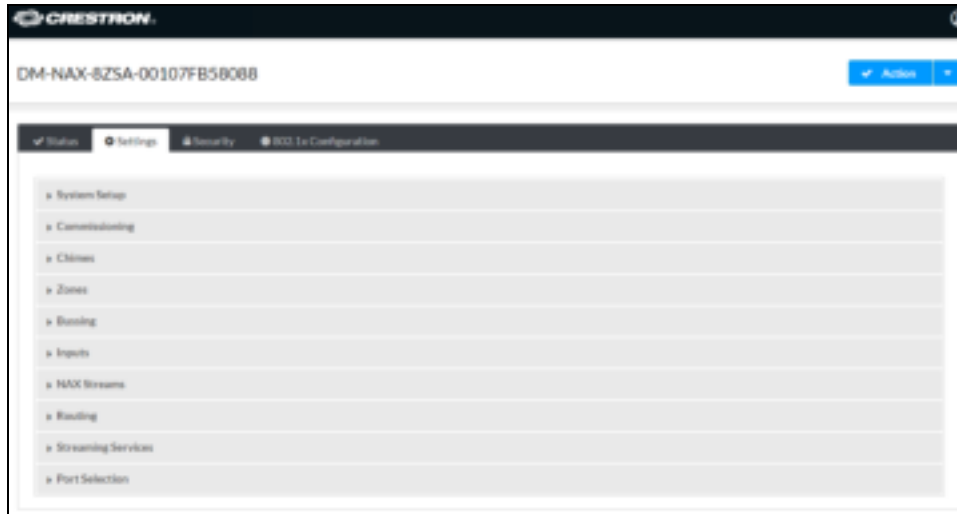 CRESTRON.
DM-NAX-8ZSA-00107FB58088
Action
Status Settings Security 802.1x Configuration
System Setup
Commissioning
Chimes
Zones
Bussing
Inputs
NAX Streams
Routing
Streaming Services
Port Selection